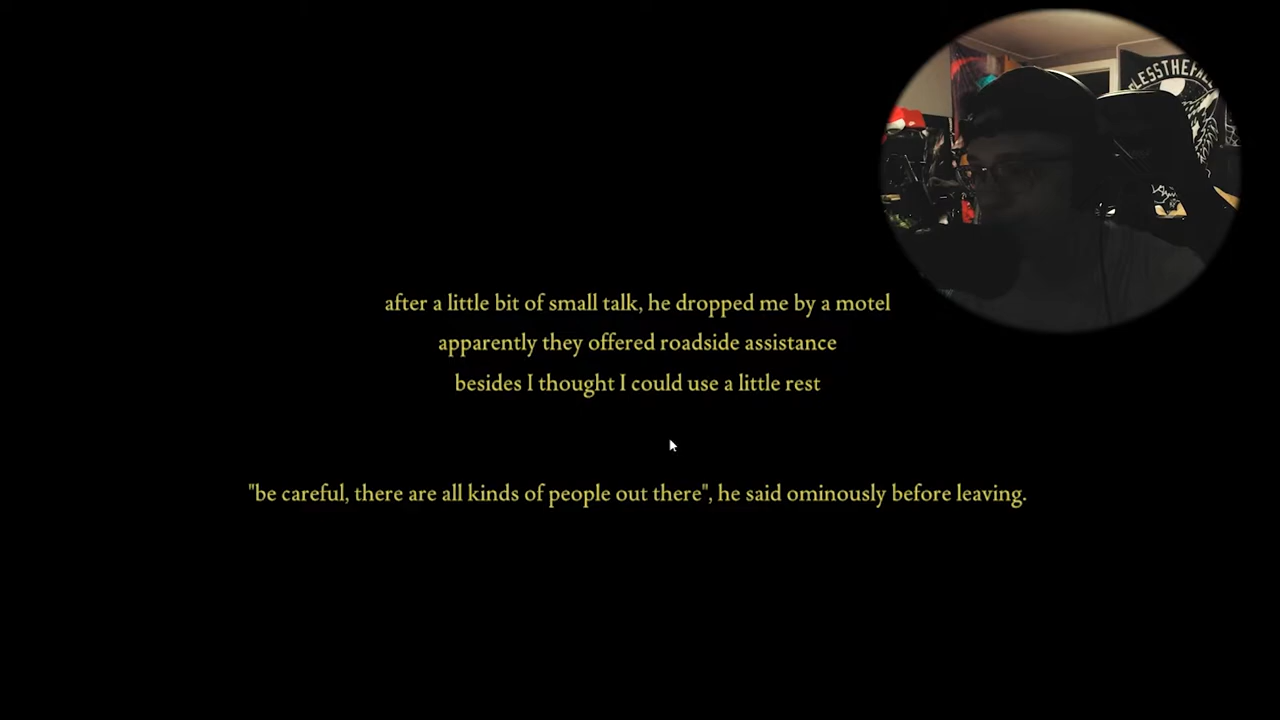 LESSTHEFALL
after a little bit of small talk, he dropped me by a motel
apparently they offered roadside assistance
besides I thought I could use a little rest
"be careful, there are all kinds of people out there", he said ominously before leaving.